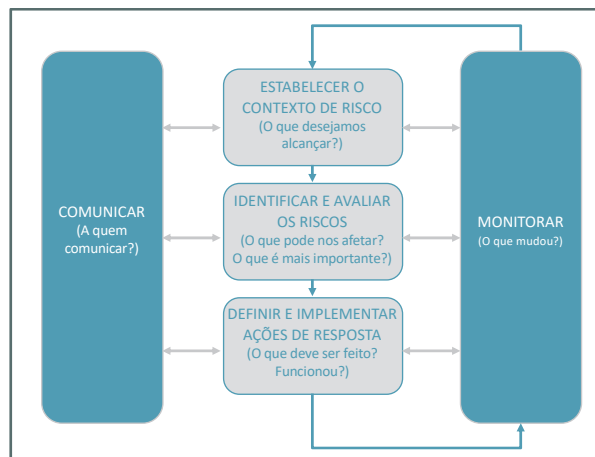 ESTABELECER O
CONTEXTO DE RISCO
(O que desejamos
alcançar?)
COMUNICAR
(A quem
comunicar?)
IDENTIFICAR E AVALIAR
OS RISCOS
(O que pode nos afetar?
O que é mais importante?)
MONITORAR
(O que mudou?)
DEFINIR E IMPLEMENTAR
AÇÕES DE RESPOSTA
(O que deve ser feito?
Funcionou?)